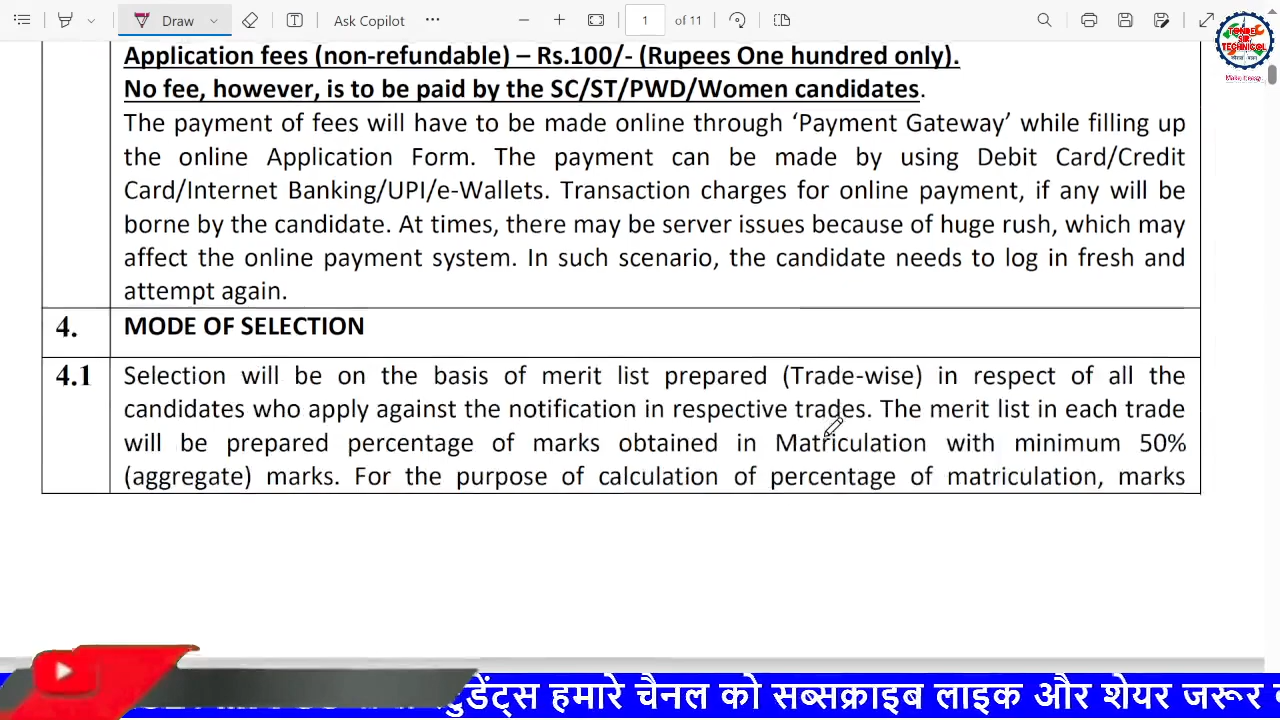 Draw
Ask Copilot
1 of 11
TONDE SIR TECHNICAL
Application fees (non-refundable) – Rs.100/- (Rupees One hundred only).
No fee, however, is to be paid by the SC/ST/PWD/Women candidates.
The payment of fees will have to be made online through ‘Payment Gateway’ while filling up
the online Application Form. The payment can be made by using Debit Card/Credit
Card/Internet Banking/UPI/e-Wallets. Transaction charges for online payment, if any will be
borne by the candidate. At times, there may be server issues because of huge rush, which may
affect the online payment system. In such scenario, the candidate needs to log in fresh and
attempt again.
4. MODE OF SELECTION
4.1 Selection will be on the basis of merit list prepared (Trade-wise) in respect of all the
candidates who apply against the notification in respective trades. The merit list in each trade
will be prepared percentage of marks obtained in Matriculation with minimum 50%
(aggregate) marks. For the purpose of calculation of percentage of matriculation, marks
हमारे चैनल को सब्सक्राइब लाइक और शेयर जरूर